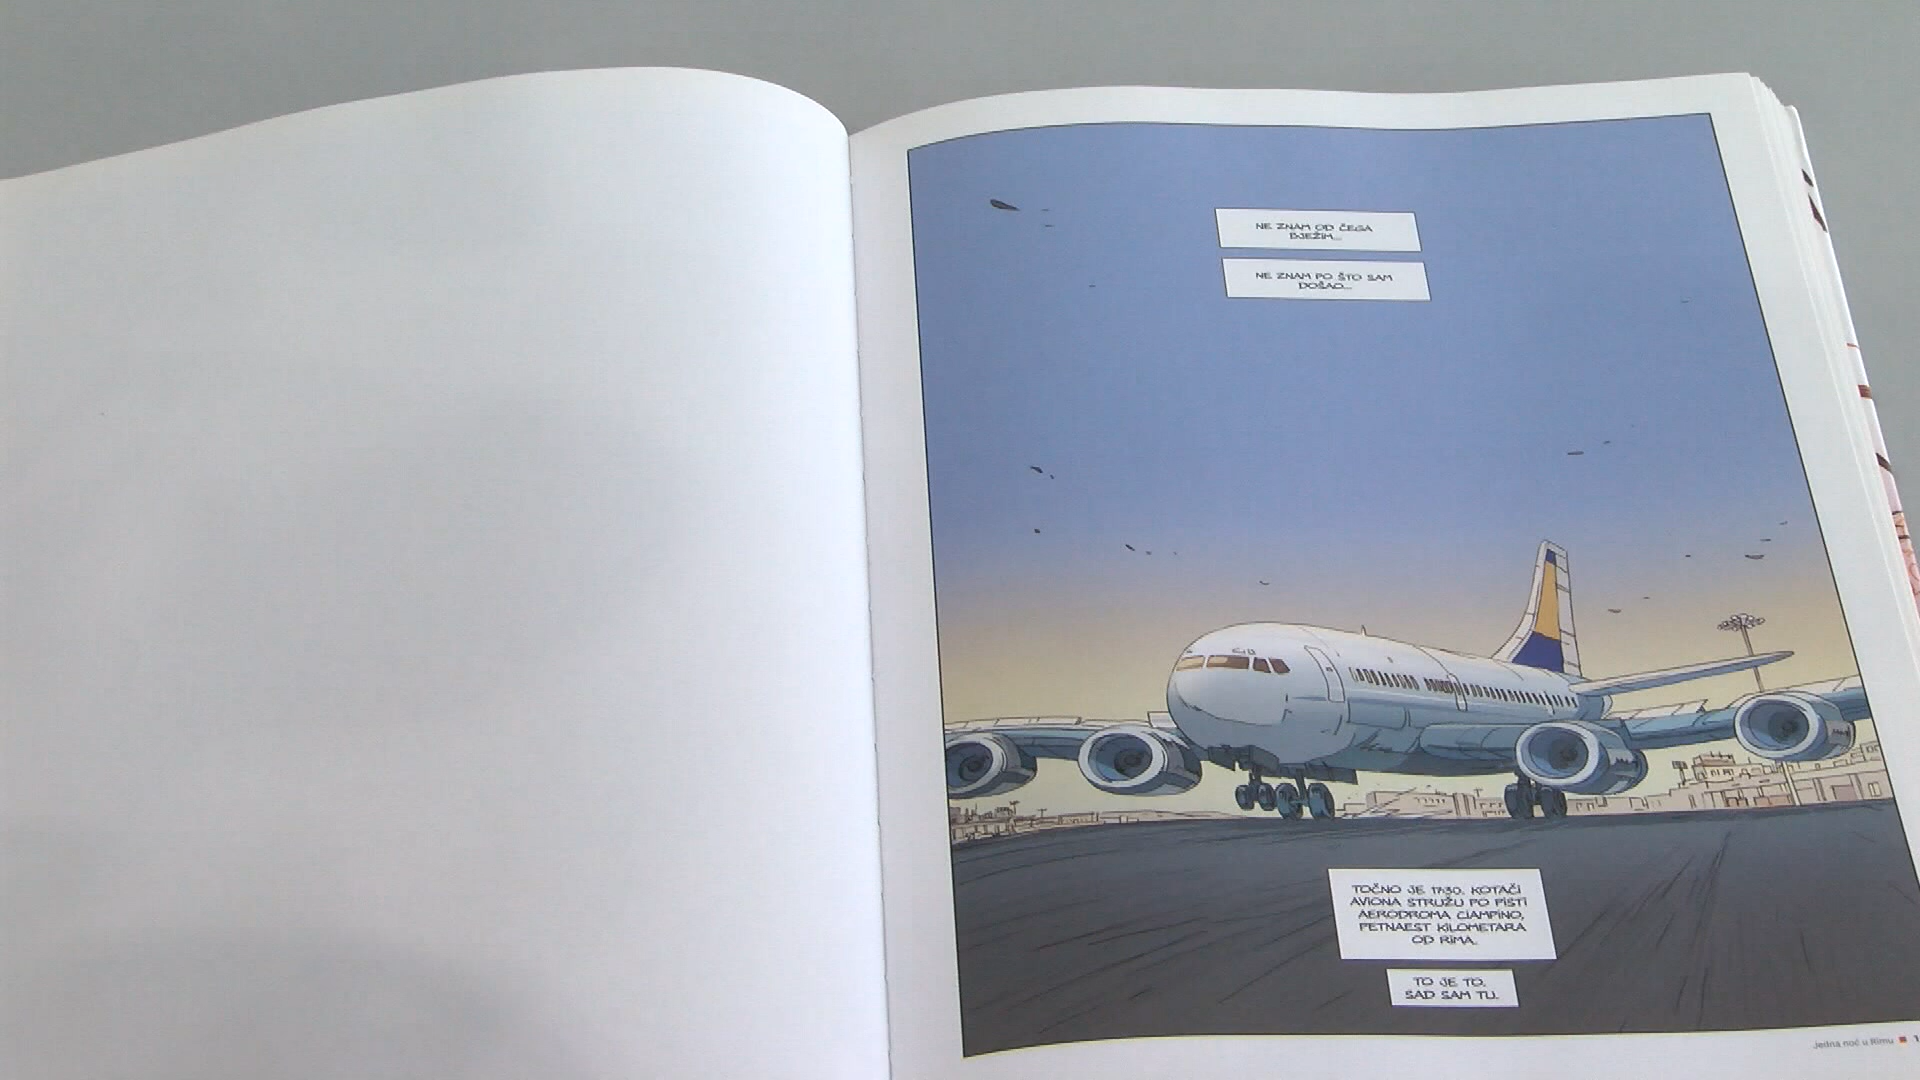 NE ZNAM OD ČEGA
BJEŽIM...
NE ZNAM PO ŠTO SAM
DOŠAO...
TOČNO JE 17:30. KOTAČI
AVIONA STRUŽU PO PISTI
AERODROMA CIAMPINO,
PETNAEST KILOMETARA
OD RIMA.
TO JE TO.
SAD SAM TU.
Jedna noć u Rimu